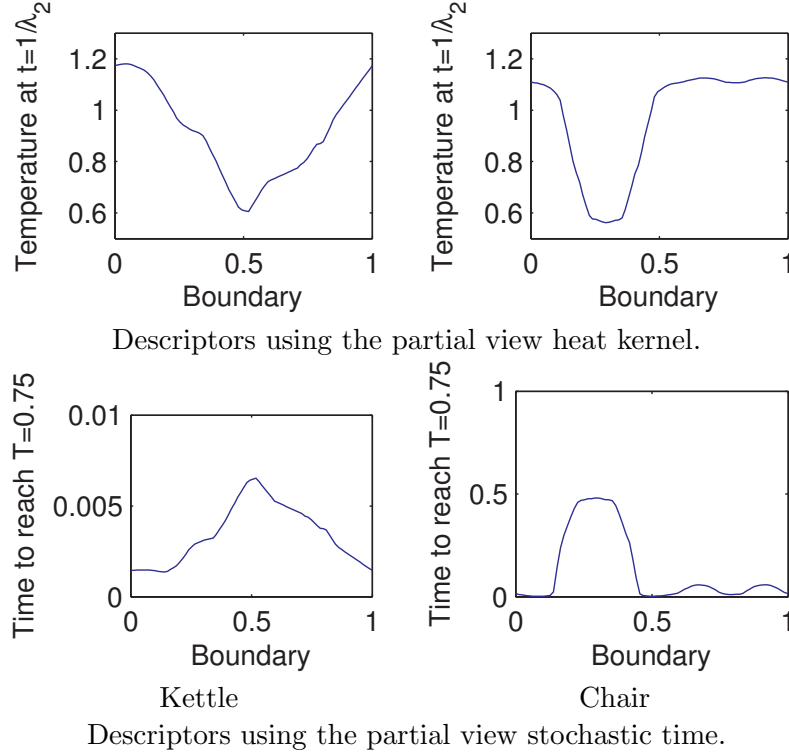 Temperature at t=1/λ2
1.2
1
0.8
0.6
0
0.5
1
Boundary
Temperature at t=1/λ2
1.2
1
0.8
0.6
0
0.5
1
Boundary
Descriptors using the partial view heat kernel.
Time to reach T=0.75
0.01
0.005
0
0
0.5
1
Boundary
Time to reach T=0.75
1
0.5
0
0
0.5
1
Boundary
Kettle
Chair
Descriptors using the partial view stochastic time.